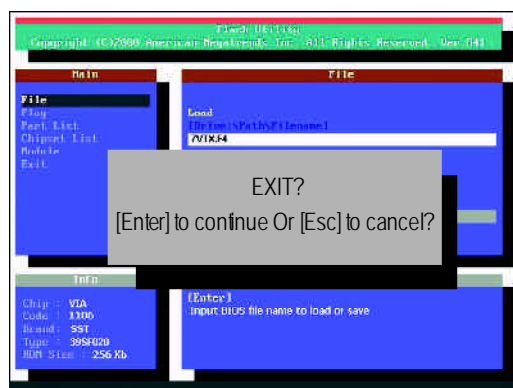 Flash Utility
Copyright (C)2000 American Megatrends Inc. All Rights Reserved. Ver
Main
File
File
Flag
Part List
Chipset List
Module
Exit
Load
[Drive:\Path\Filename]
7VTX.F4
EXIT?
[Enter] to continue Or [Esc] to cancel?
Info
Chip : VIA
Code : 1106
Brand: SST
Type : 39SF020
ROM Size : 256 Kb
[Enter]
Input BIOS file name to load or save